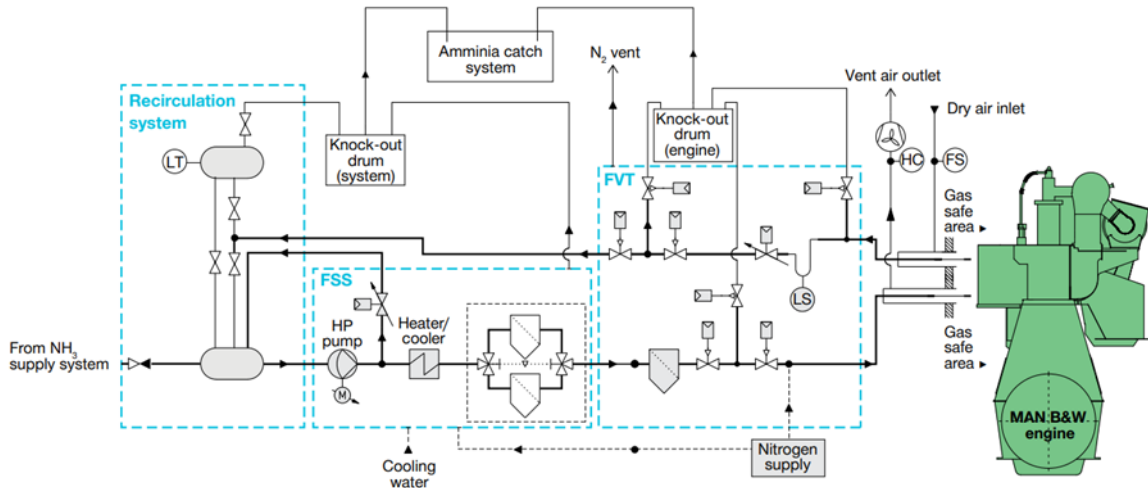 Amminia catch
system
N₂ vent
Vent air outlet
Dry air inlet
Recirculation
system
LT
Knock-out
drum
(system)
Knock-out
drum
(engine)
HC
FS
FVT
Gas
safe
area
FSS
LS
HP
pump
Heater/
cooler
From NH₃
supply system
M
Gas
safe
area
MAN B&W
engine
Cooling
water
Nitrogen
supply